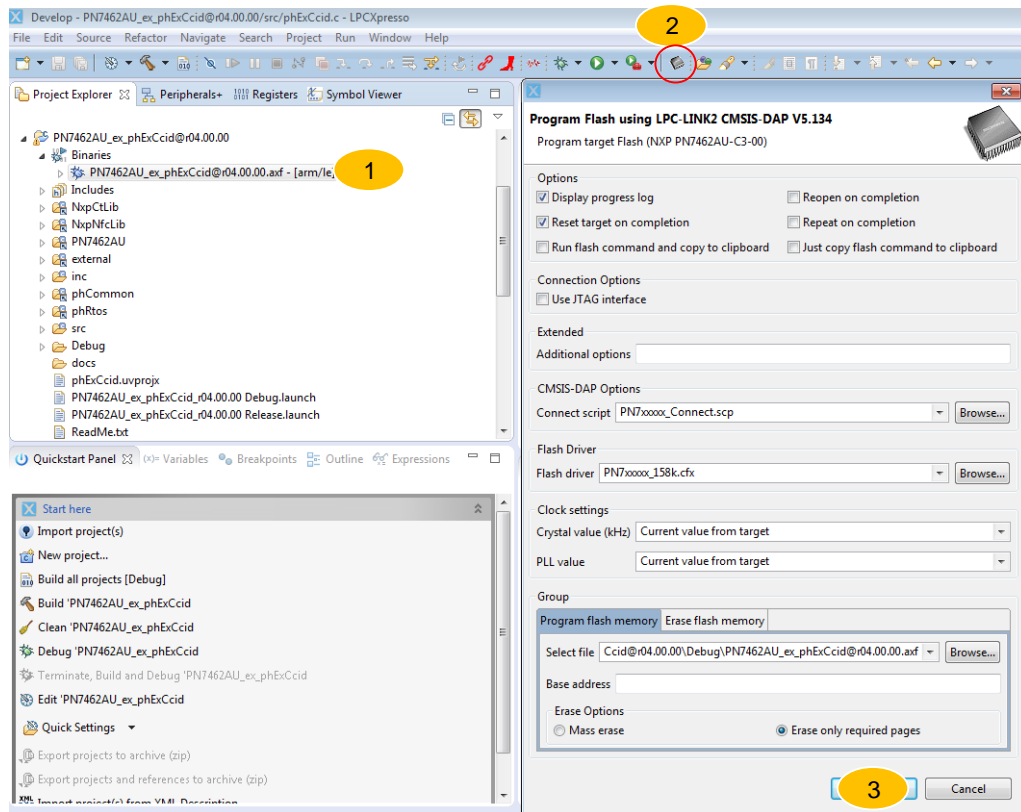 Develop - PN7462AU_ex_phExCcid@r04.00.00/src/phExCcid.c - LPCXpresso
2
File Edit Source Refactor Navigate Search Project Run Window Help
Project Explorer Peripherals+ Registers Symbol Viewer
PN7462AU_ex_phExCcid@r04.00.00
Binaries
PN7462AU_ex_phExCcid@r04.00.00.axf - [arm/le]
1
Includes
NxpCtLib
NxpNfcLib
PN7462AU
external
inc
phCommon
phRtos
src
Debug
docs
phExCcid.uvprojx
PN7462AU_ex_phExCcid_r04.00.00 Debug.launch
PN7462AU_ex_phExCcid_r04.00.00 Release.launch
ReadMe.txt
Quickstart Panel (x)= Variables Breakpoints Outline Expressions
Start here
Import project(s)
New project...
Build all projects [Debug]
Build 'PN7462AU_ex_phExCcid
Clean 'PN7462AU_ex_phExCcid
Debug 'PN7462AU_ex_phExCcid
Terminate, Build and Debug 'PN7462AU_ex_phExCcid
Edit 'PN7462AU_ex_phExCcid
Quick Settings
Export projects to archive (zip)
Export projects and references to archive (zip)
Import project(s) from XML Description
Program Flash using LPC-LINK2 CMSIS-DAP V5.134
Program target Flash (NXP PN7462AU-C3-00)
Options
Display progress log Reopen on completion
Reset target on completion Repeat on completion
Run flash command and copy to clipboard Just copy flash command to clipboard
Connection Options
Use JTAG interface
Extended
Additional options
CMSIS-DAP Options
Connect script PN7xxxxx_Connect.scp Browse...
Flash Driver
Flash driver PN7xxxxx_158k.cfx Browse...
Clock settings
Crystal value (kHz) Current value from target
PLL value Current value from target
Group
Program flash memory Erase flash memory
Select file Ccid@r04.00.00\Debug\PN7462AU_ex_phExCcid@r04.00.00.axf Browse...
Base address
Erase Options
Mass erase Erase only required pages
3 Cancel